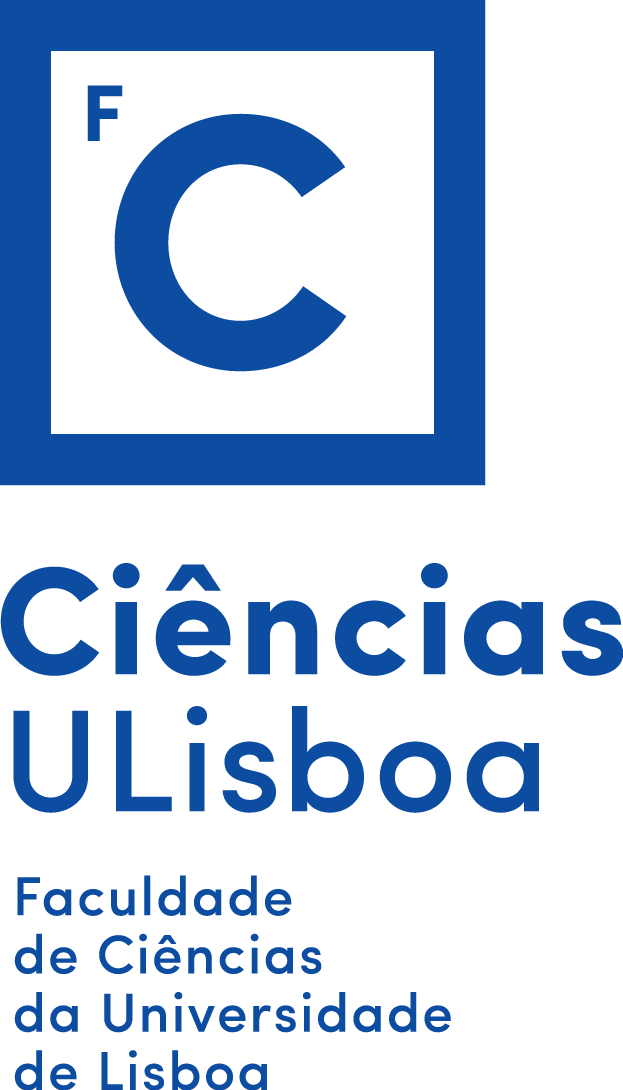 F
C
Ciências
ULisboa
Faculdade
de Ciências
da Universidade
de Lisboa